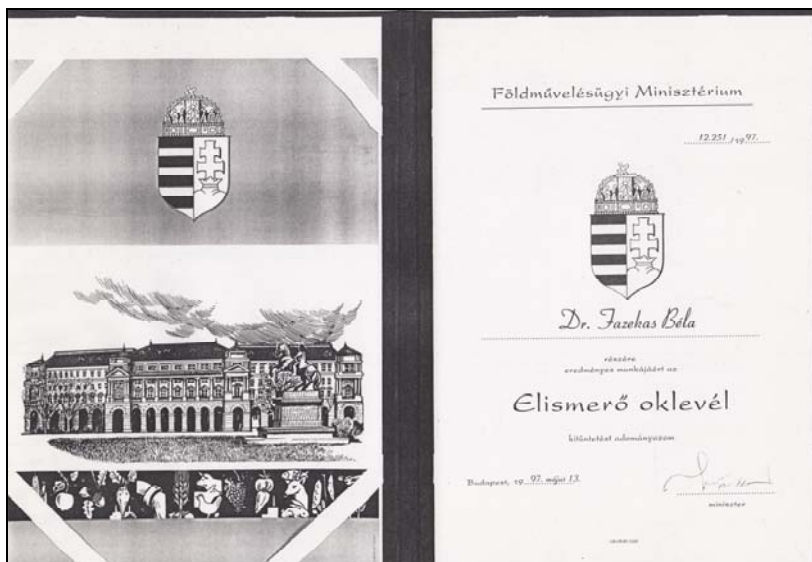 Földművelésügyi Minisztérium
12.251 /1997.
Dr. Fazekas Béla
részére
eredményes munkájáért az
Elismerő oklevél
kitüntetést adományozom
Budapest, 1997. május 13.
miniszter